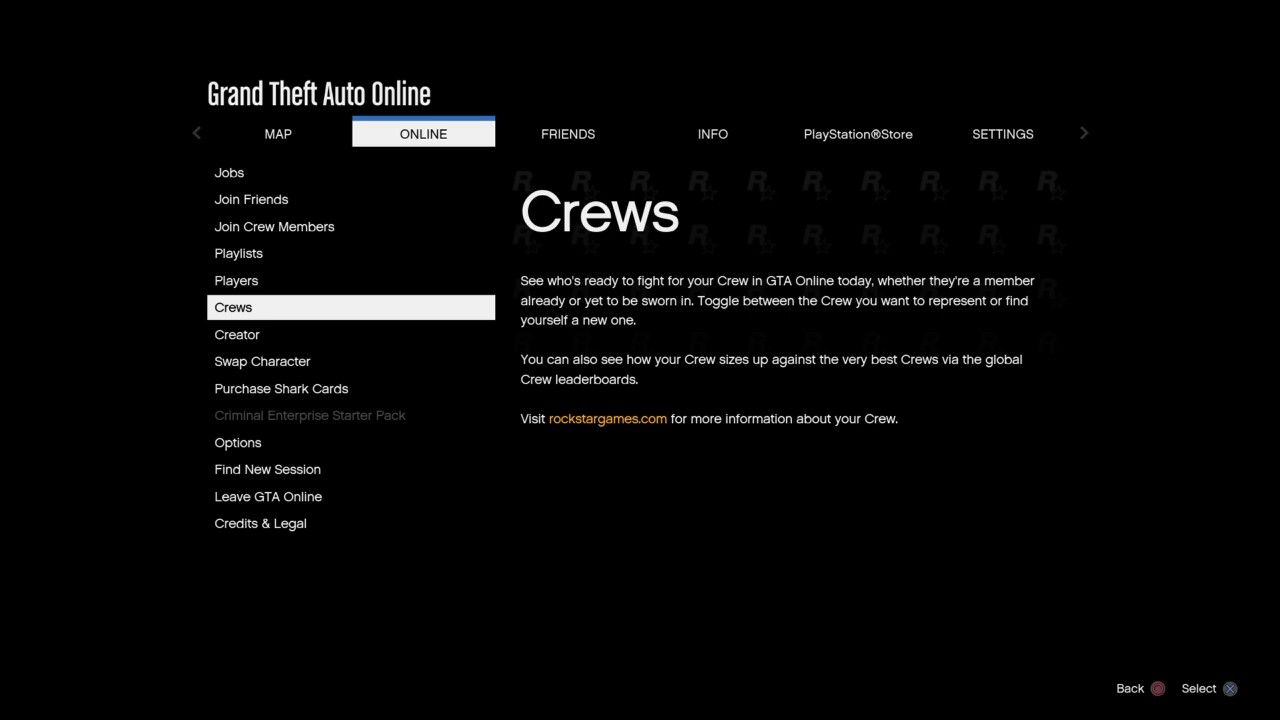 Grand Theft Auto Online
MAP
ONLINE
FRIENDS
INFO
PlayStation®Store
SETTINGS
Jobs
Join Friends
Join Crew Members
Playlists
Players
Crews
Creator
Swap Character
Purchase Shark Cards
Criminal Enterprise Starter Pack
Options
Find New Session
Leave GTA Online
Credits & Legal
Crews
See who's ready to fight for your Crew in GTA Online today, whether they're a member
already or yet to be sworn in. Toggle between the Crew you want to represent or find
yourself a new one.
You can also see how your Crew sizes up against the very best Crews via the global
Crew leaderboards.
Visit rockstargames.com for more information about your Crew.
Back
Select